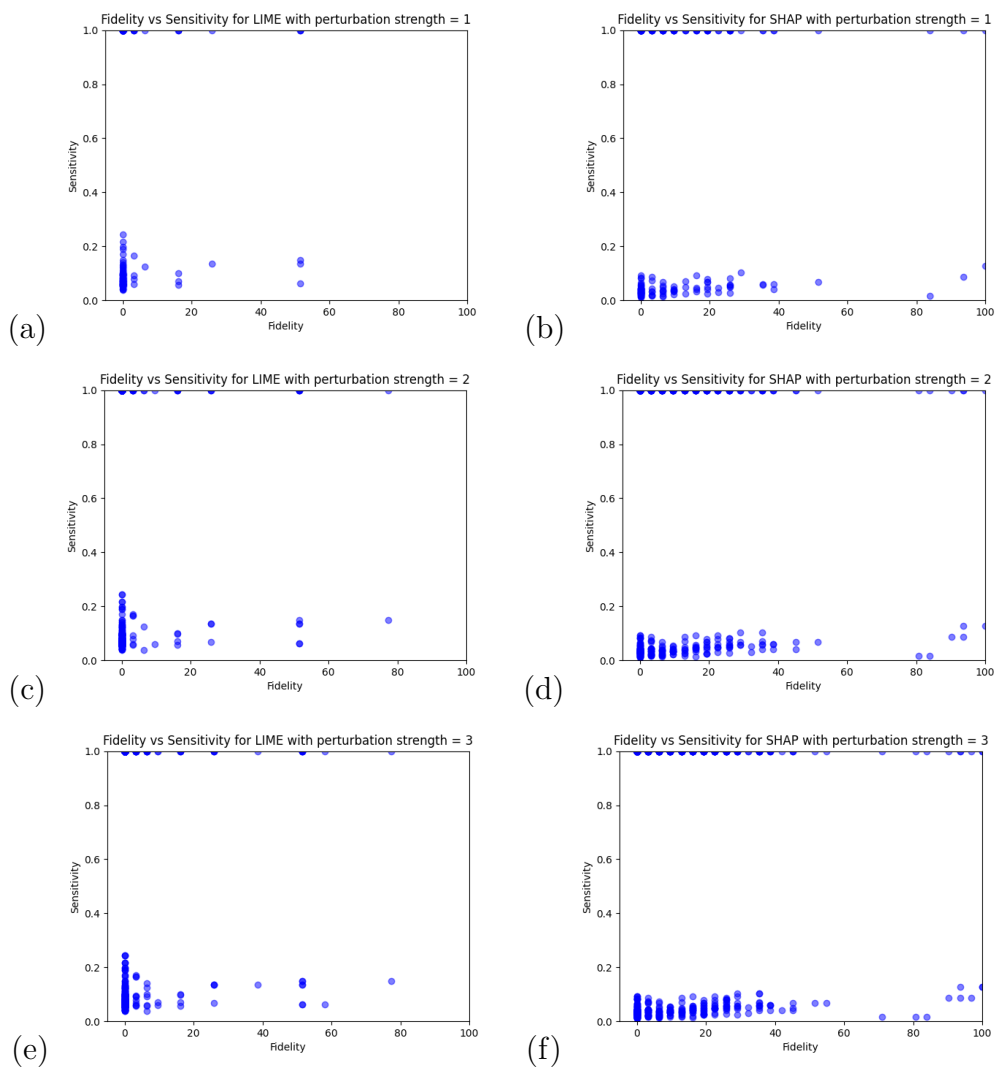 Fidelity vs Sensitivity for LIME with perturbation strength = 1
1.0
0.8
0.6
0.4
0.2
0.0
Sensitivity
0 20 40 60 80 100
Fidelity
(a)
Fidelity vs Sensitivity for SHAP with perturbation strength = 1
1.0
0.8
0.6
0.4
0.2
0.0
Sensitivity
0 20 40 60 80 100
Fidelity
(b)
Fidelity vs Sensitivity for LIME with perturbation strength = 2
1.0
0.8
0.6
0.4
0.2
0.0
Sensitivity
0 20 40 60 80 100
Fidelity
(c)
Fidelity vs Sensitivity for SHAP with perturbation strength = 2
1.0
0.8
0.6
0.4
0.2
0.0
Sensitivity
0 20 40 60 80 100
Fidelity
(d)
Fidelity vs Sensitivity for LIME with perturbation strength = 3
1.0
0.8
0.6
0.4
0.2
0.0
Sensitivity
0 20 40 60 80 100
Fidelity
(e)
Fidelity vs Sensitivity for SHAP with perturbation strength = 3
1.0
0.8
0.6
0.4
0.2
0.0
Sensitivity
0 20 40 60 80 100
Fidelity
(f)